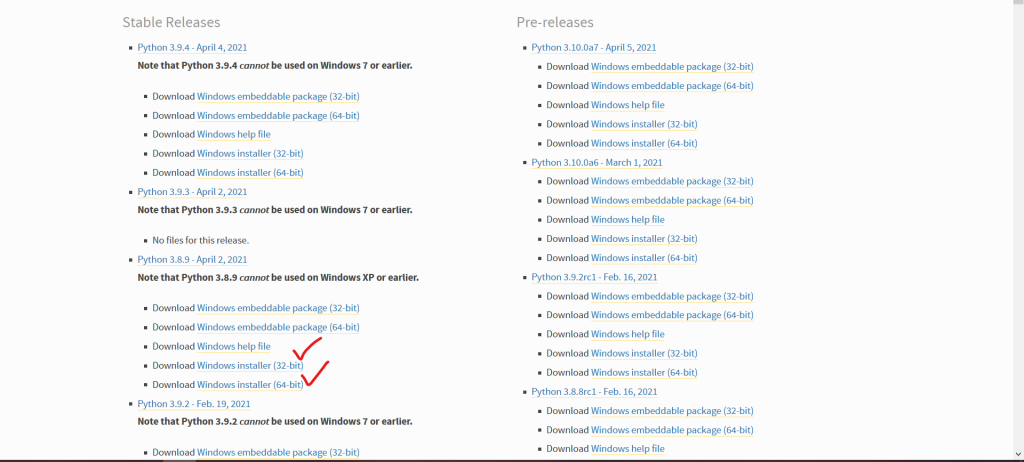 Stable Releases
Python 3.9.4 - April 4, 2021
Note that Python 3.9.4 cannot be used on Windows 7 or earlier.
Download Windows embeddable package (32-bit)
Download Windows embeddable package (64-bit)
Download Windows help file
Download Windows installer (32-bit)
Download Windows installer (64-bit)
Python 3.9.3 - April 2, 2021
Note that Python 3.9.3 cannot be used on Windows 7 or earlier.
No files for this release.
Python 3.8.9 - April 2, 2021
Note that Python 3.8.9 cannot be used on Windows XP or earlier.
Download Windows embeddable package (32-bit)
Download Windows embeddable package (64-bit)
Download Windows help file
Download Windows installer (32-bit)
Download Windows installer (64-bit)
Python 3.9.2 - Feb. 19, 2021
Note that Python 3.9.2 cannot be used on Windows 7 or earlier.
Download Windows embeddable package (32-bit)
Pre-releases
Python 3.10.0a7 - April 5, 2021
Download Windows embeddable package (32-bit)
Download Windows embeddable package (64-bit)
Download Windows help file
Download Windows installer (32-bit)
Download Windows installer (64-bit)
Python 3.10.0a6 - March 1, 2021
Download Windows embeddable package (32-bit)
Download Windows embeddable package (64-bit)
Download Windows help file
Download Windows installer (32-bit)
Download Windows installer (64-bit)
Python 3.9.2rc1 - Feb. 16, 2021
Download Windows embeddable package (32-bit)
Download Windows embeddable package (64-bit)
Download Windows help file
Download Windows installer (32-bit)
Download Windows installer (64-bit)
Python 3.8.8rc1 - Feb. 16, 2021
Download Windows embeddable package (32-bit)
Download Windows embeddable package (64-bit)
Download Windows help file